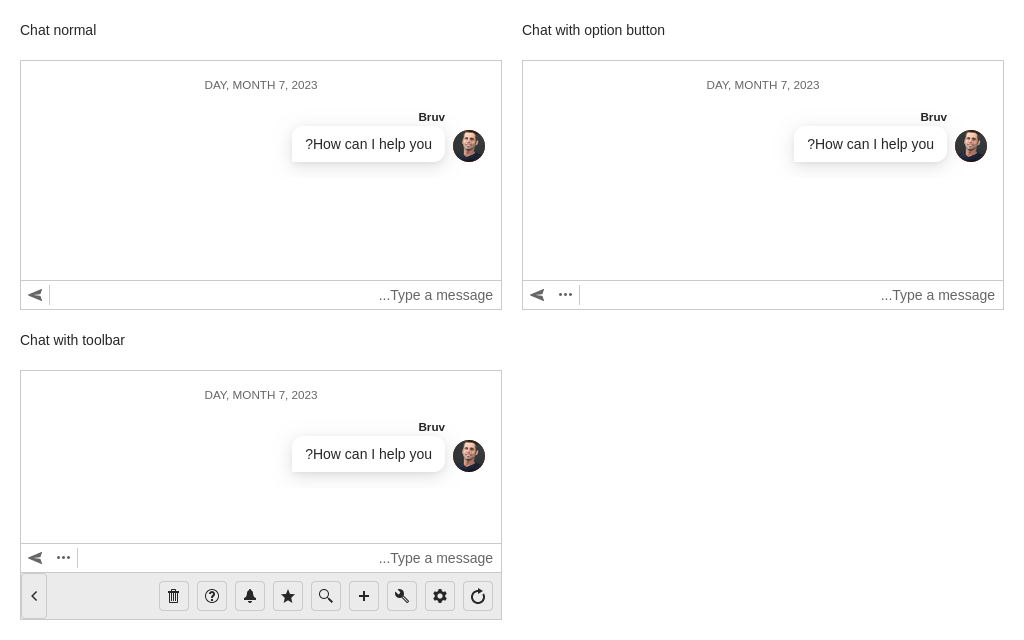 Chat normal
DAY, MONTH 7, 2023
Bruv
?How can I help you
...Type a message
Chat with option button
DAY, MONTH 7, 2023
Bruv
?How can I help you
...Type a message
Chat with toolbar
DAY, MONTH 7, 2023
Bruv
?How can I help you
...Type a message